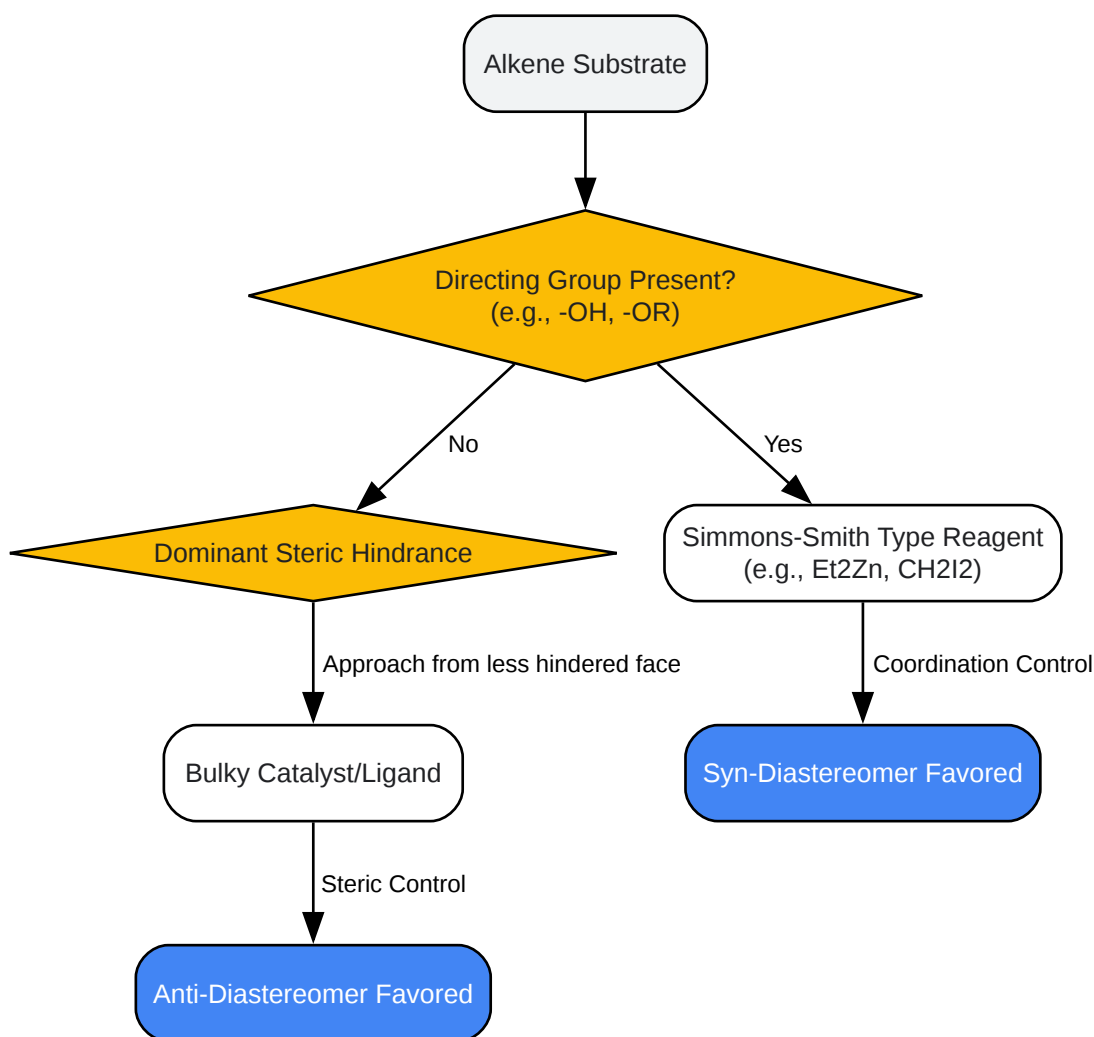 Alkene Substrate
Directing Group Present?
(e.g., -OH, -OR)
No
Yes
Dominant Steric Hindrance
Simmons-Smith Type Reagent
(e.g., Et2Zn, CH2I2)
Approach from less hindered face
Coordination Control
Bulky Catalyst/Ligand
Syn-Diastereomer Favored
Steric Control
Anti-Diastereomer Favored